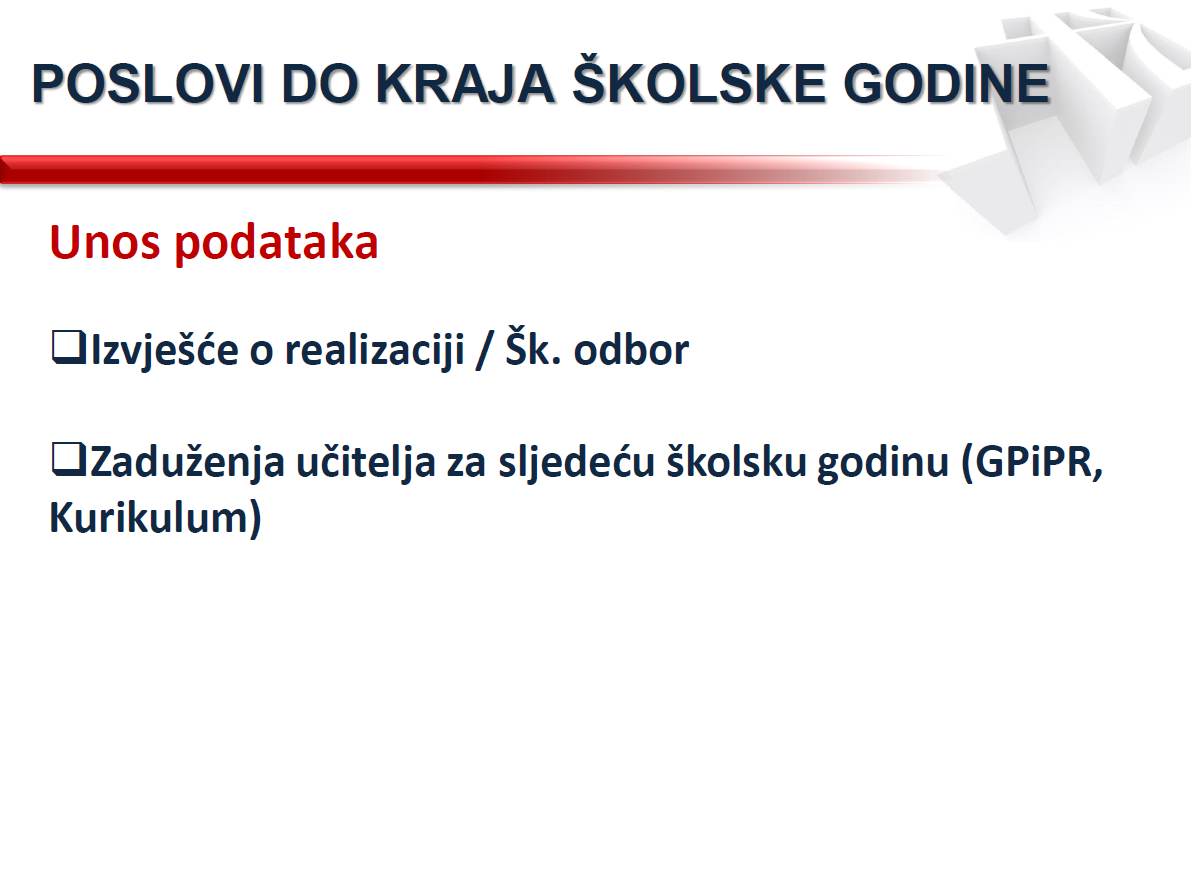 POSLOVI DO KRAJA ŠKOLSKE GODINE
Unos podataka
❑Izvješće o realizaciji / Šk. odbor
❑Zaduženja učitelja za sljedeću školsku godinu (GPiPR,
Kurikulum)